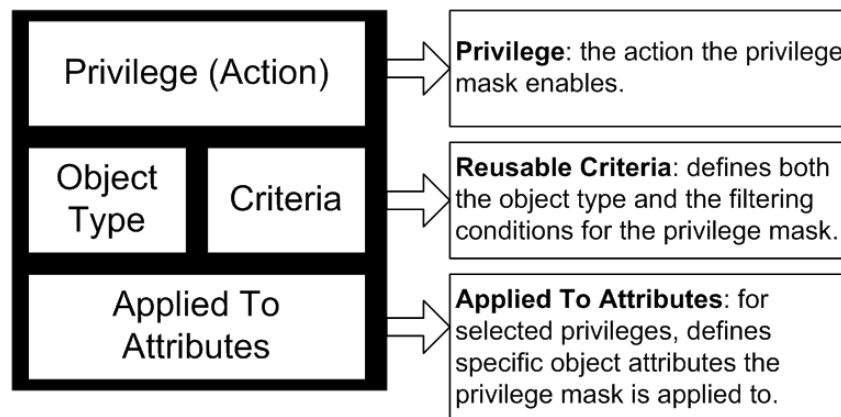 Privilege (Action)
Privilege: the action the privilege
mask enables.
Object
Type
Criteria
Reusable Criteria: defines both
the object type and the filtering
conditions for the privilege mask.
Applied To
Attributes
Applied To Attributes: for
selected privileges, defines
specific object attributes the
privilege mask is applied to.